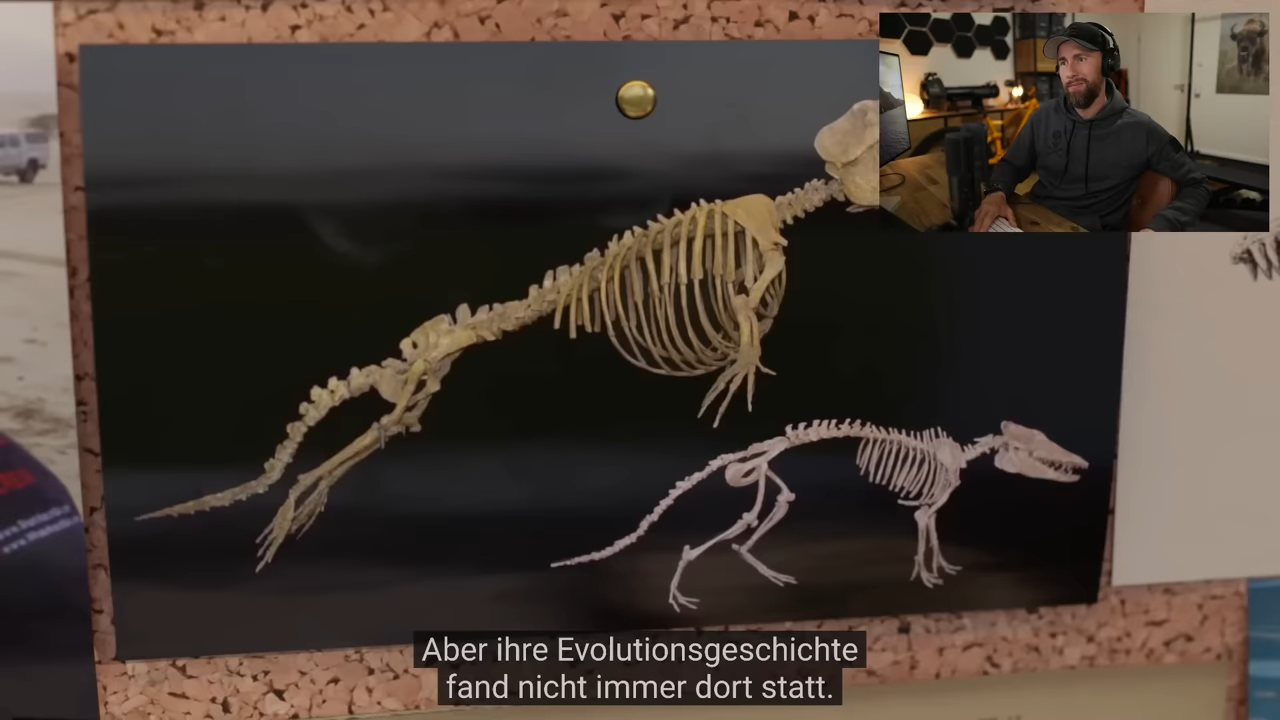 Aber ihre Evolutionsgeschichte
fand nicht immer dort statt.